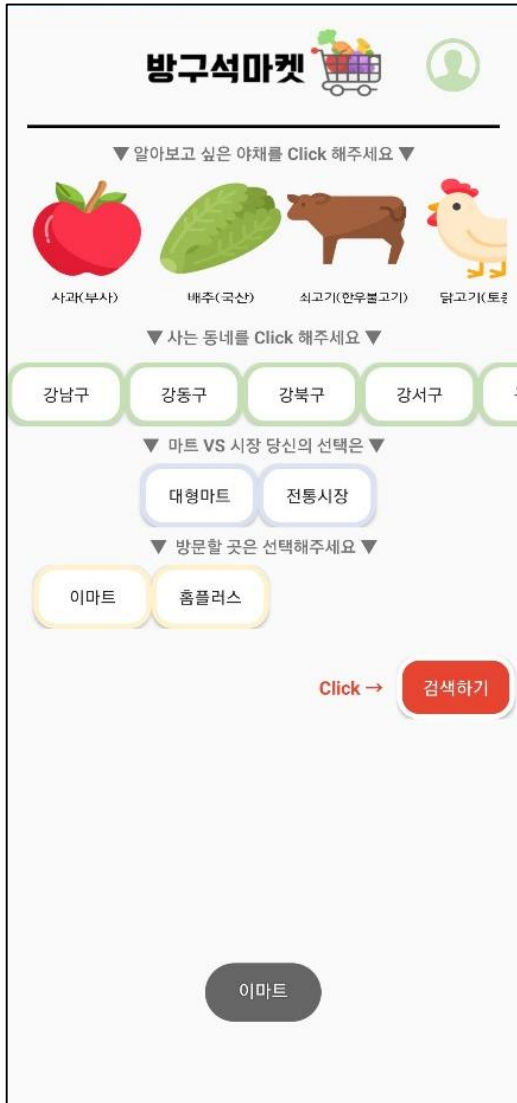 방구석마켓
▼ 알아보고 싶은 야채를 Click 해주세요 ▼
사과(부사) 배추(국산) 쇠고기(한우불고기) 닭고기(토종
▼ 사는 동네를 Click 해주세요 ▼
강남구 강동구 강북구 강서구
▼ 마트 VS 시장 당신의 선택은 ▼
대형마트 전통시장
▼ 방문할 곳은 선택해주세요 ▼
이마트 홈플러스
Click → 검색하기
이마트